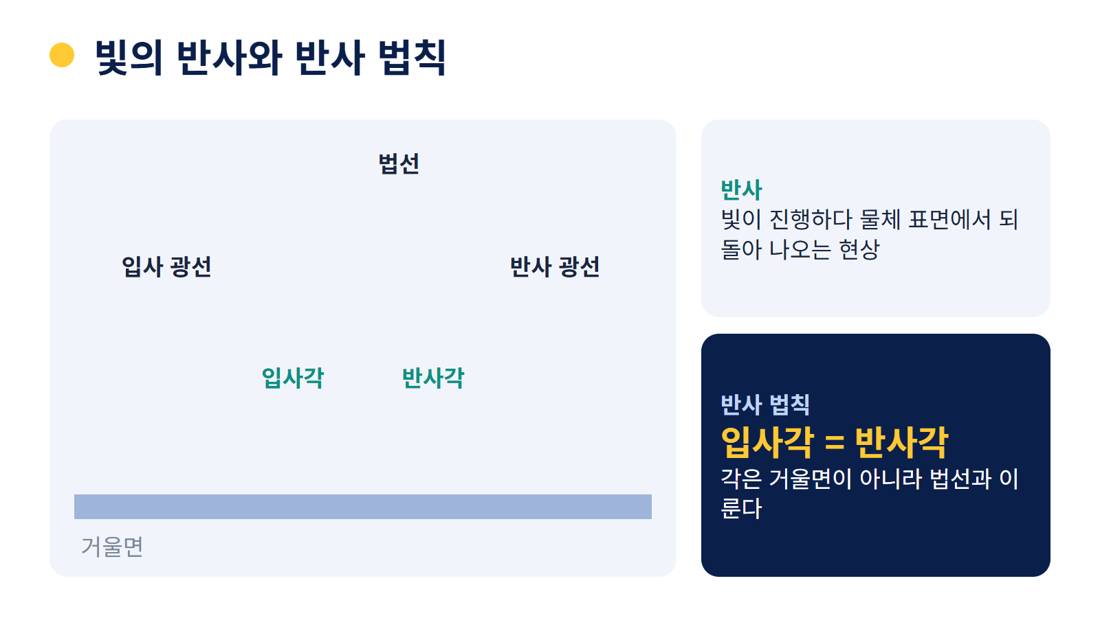 빛의 반사와 반사 법칙
법선
입사 광선
반사 광선
입사각
반사각
거울면
반사
빛이 진행하다 물체 표면에서 되
돌아 나오는 현상
반사 법칙
입사각 = 반사각
각은 거울면이 아니라 법선과 이
룬다